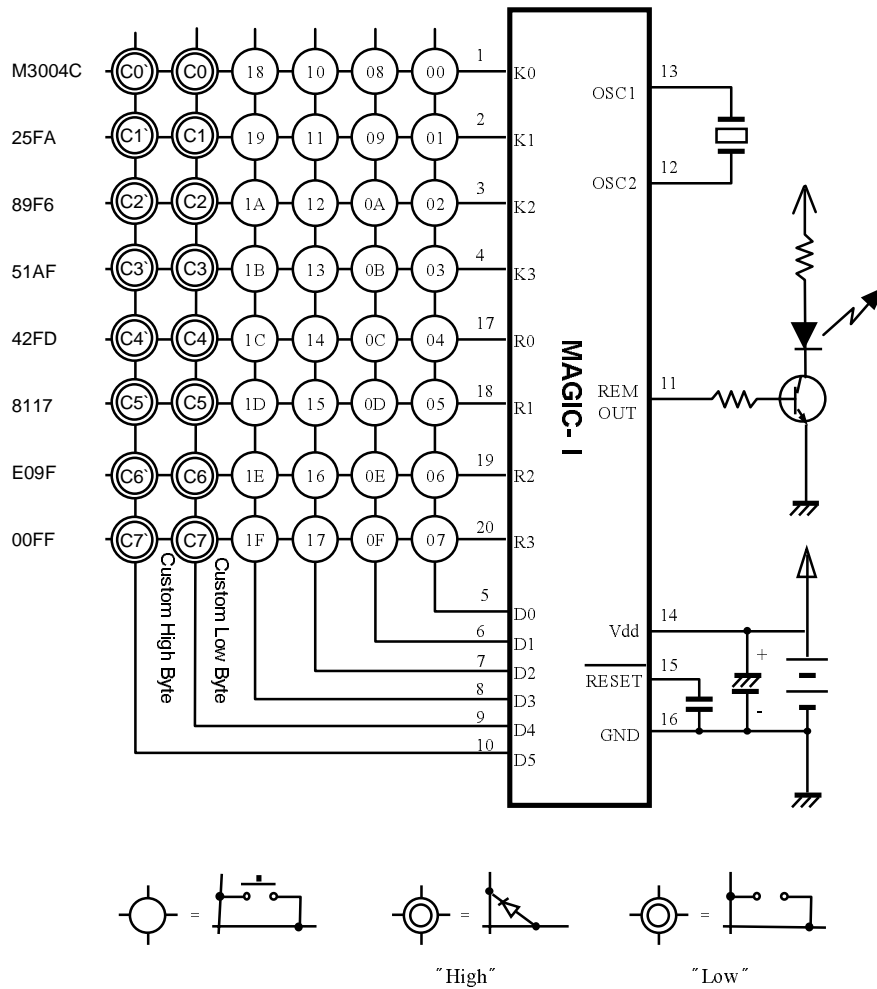 M3004C C0` C0 18 10 08 00 1 K0
25FA C1` C1 19 11 09 01 2 K1
89F6 C2` C2 1A 12 0A 02 3 K2
51AF C3` C3 1B 13 0B 03 4 K3
42FD C4` C4 1C 14 0C 04 17 R0
8117 C5` C5 1D 15 0D 05 18 R1
E09F C6` C6 1E 16 0E 06 19 R2
00FF C7` C7 1F 17 0F 07 20 R3
Custom High Byte
Custom Low Byte
5 D0
6 D1
7 D2
8 D3
9 D4
10 D5
MAGIC- I
OSC1 13
OSC2 12
REM 11
OUT
Vdd 14
RESET 15
GND 16
+
-
=
=
=
"High"
"Low"